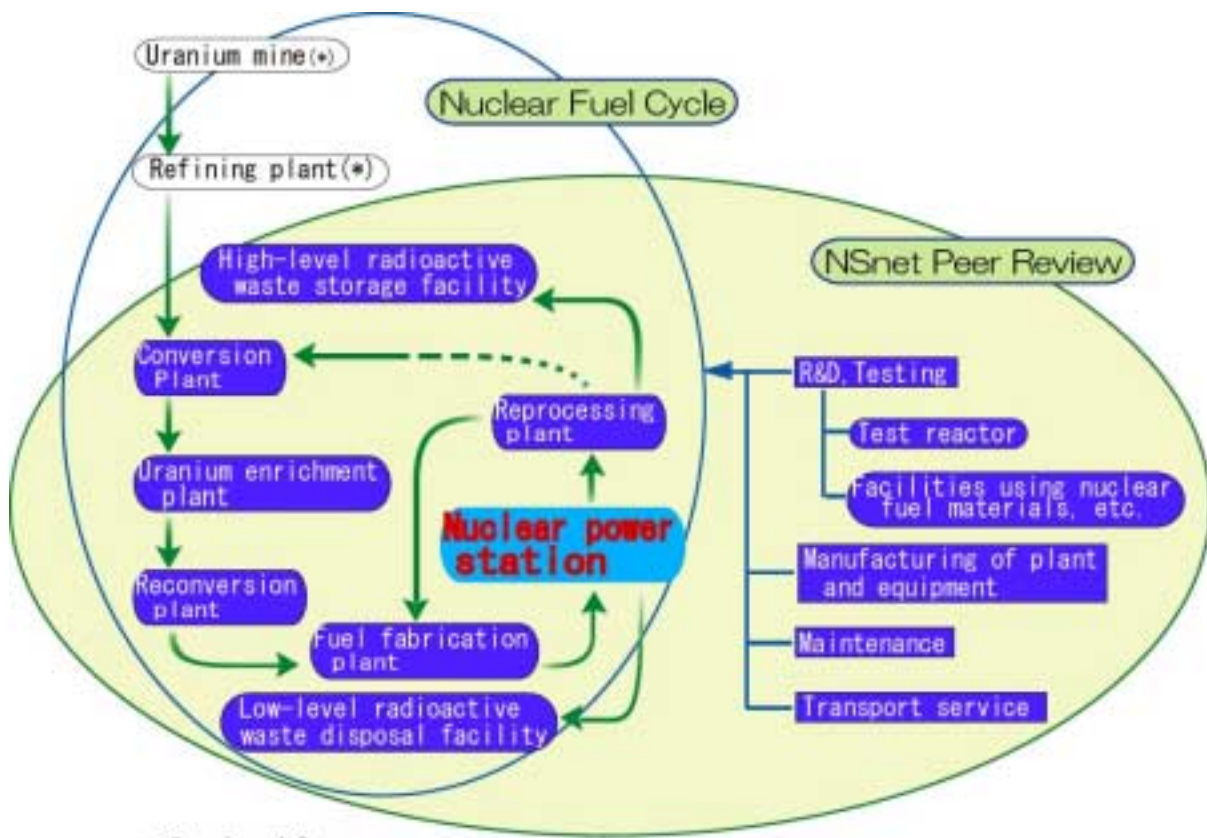 Uranium mine(*)
Nuclear Fuel Cycle
Refining plant(*)
High-level radioactive
waste storage facility
NSnet Peer Review
Conversion
Plant
R&D,Testing
Reprocessing
plant
Test reactor
Uranium enrichment
plant
Facilities using nuclear
fuel materials, etc.
Nuclear power
station
Reconversion
plant
Manufacturing of plant
and equipment
Fuel fabrication
plant
Maintenance
Low-level radioactive
waste disposal facility
Transport service